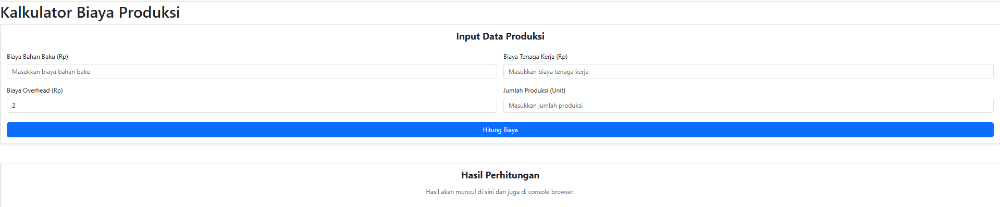 Kalkulator Biaya Produksi
Input Data Produksi
Biaya Bahan Baku (Rp)
Masukkan biaya bahan baku
Biaya Tenaga Kerja (Rp)
Masukkan biaya tenaga kerja
Biaya Overhead (Rp)
2
Jumlah Produksi (Unit)
Masukkan jumlah produksi
Hitung Biaya
Hasil Perhitungan
Hasil akan muncul di sini dan juga di console browser.